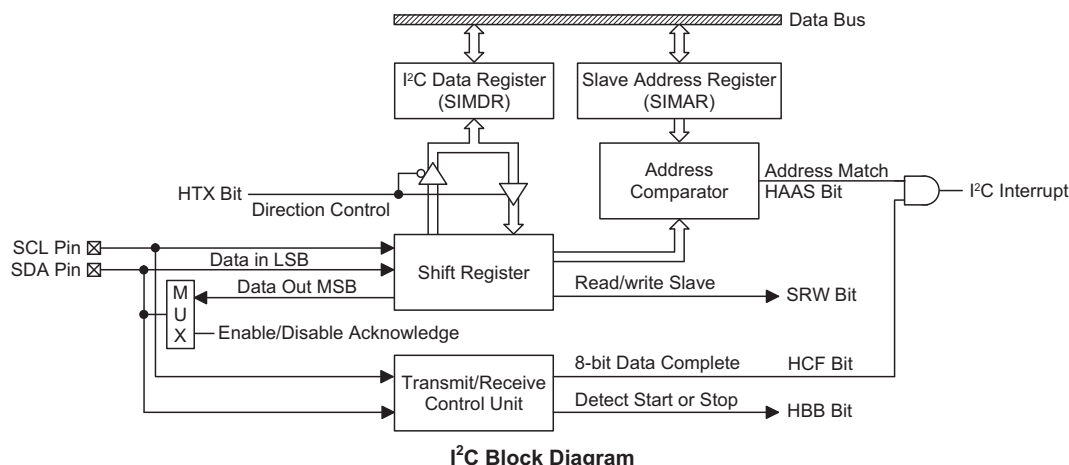 Data Bus
I²C Data Register
(SIMDR)
Slave Address Register
(SIMAR)
HTX Bit
Direction Control
Address
Comparator
Address Match
HAAS Bit
I²C Interrupt
SCL Pin
SDA Pin
Data in LSB
Shift Register
Data Out MSB
Read/write Slave
SRW Bit
M
U
X
Enable/Disable Acknowledge
Transmit/Receive
Control Unit
8-bit Data Complete
HCF Bit
Detect Start or Stop
HBB Bit
I²C Block Diagram